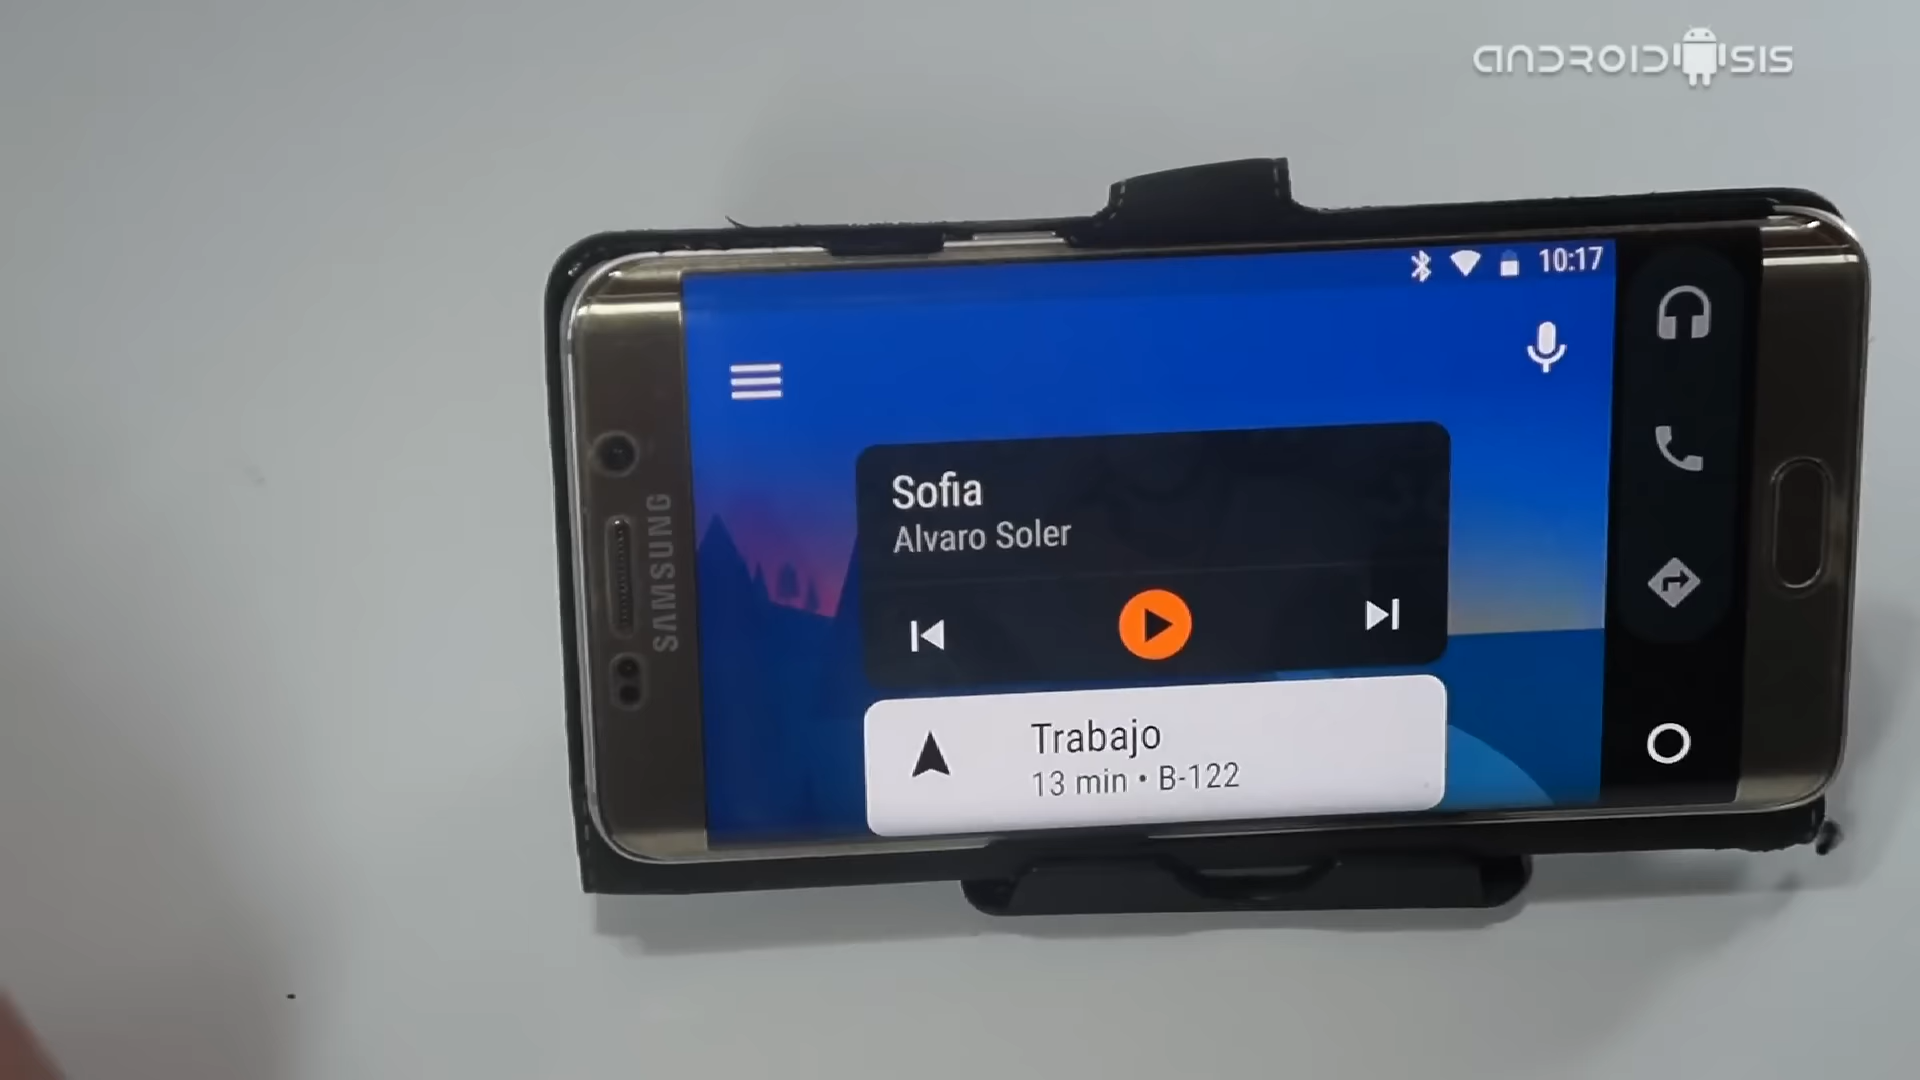 ANDROIDSIS
10:17
SAMSUNG
Sofia
Alvaro Soler
Trabajo
13 min • B-122